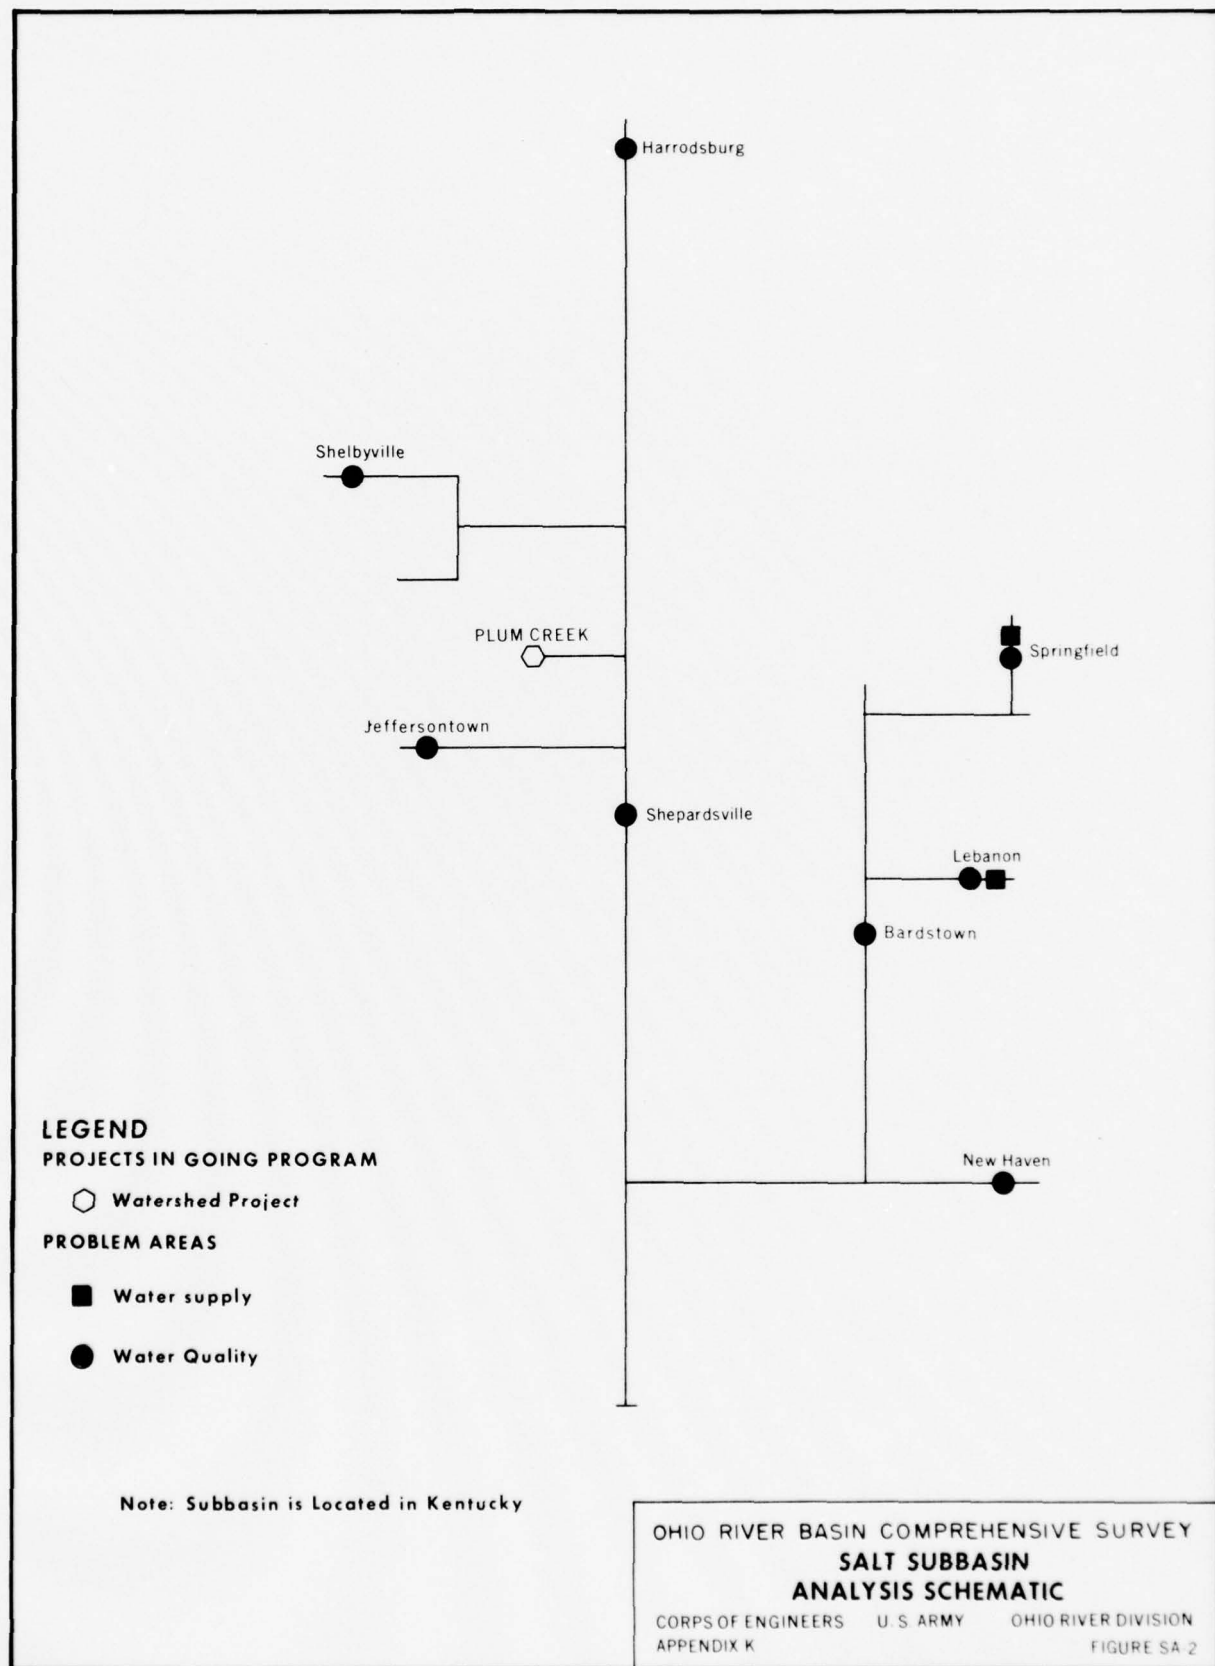 Harrodsburg
Shelbyville
PLUM CREEK
Springfield
Jeffersontown
Shepardsville
Lebanon
Bardstown
New Haven
LEGEND
PROJECTS IN GOING PROGRAM
Watershed Project
PROBLEM AREAS
Water supply
Water Quality
Note: Subbasin is Located in Kentucky
OHIO RIVER BASIN COMPREHENSIVE SURVEY
SALT SUBBASIN
ANALYSIS SCHEMATIC
CORPS OF ENGINEERS U. S. ARMY OHIO RIVER DIVISION
APPENDIX K FIGURE SA 2